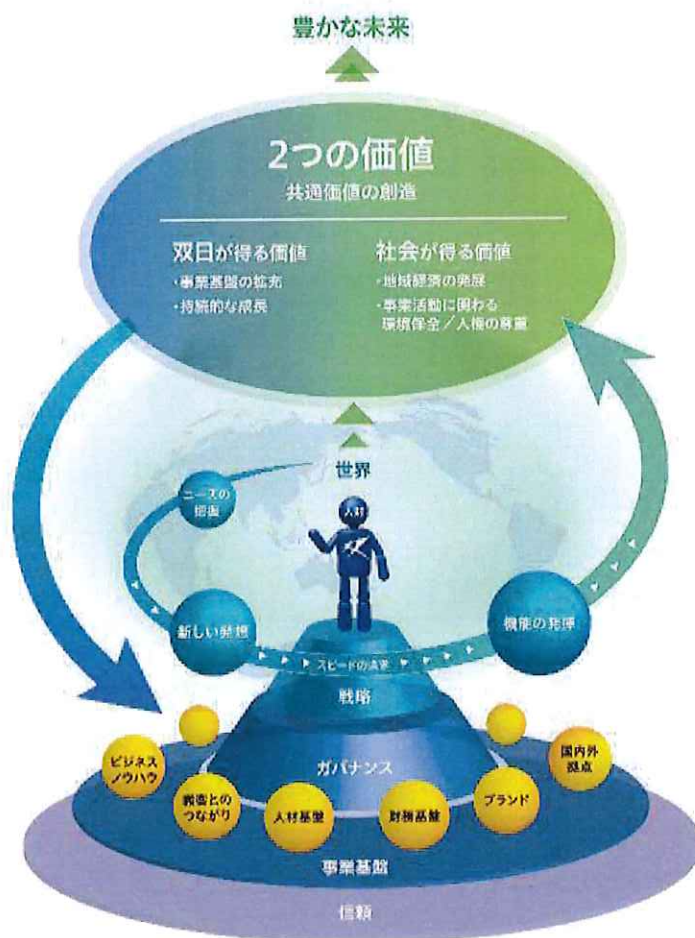 豊かな未来
2つの価値
共通価値の創造
双日が得る価値
・事業基盤の拡充
・持続的な成長
社会が得る価値
・地域経済の発展
・事業活動に関わる
環境保全／人権の尊重
世界
ニーズの
把握
人材
新しい発想
機能の発揮
スピードの追求
戦略
ガバナンス
ビジネス
ノウハウ
顧客との
つながり
人材基盤
財務基盤
ブランド
国内外
拠点
事業基盤
信頼